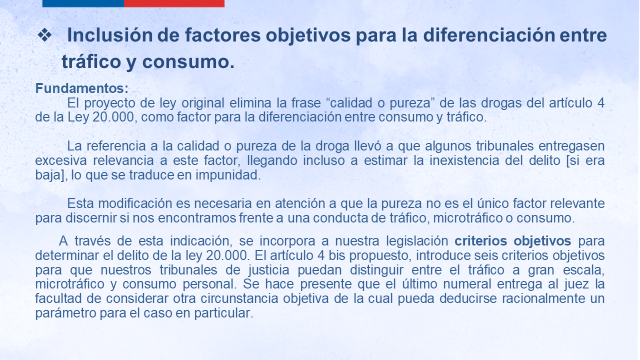 ❖ Inclusión de factores objetivos para la diferenciación entre
tráfico y consumo.
Fundamentos:
El proyecto de ley original elimina la frase “calidad o pureza” de las drogas del artículo 4
de la Ley 20.000, como factor para la diferenciación entre consumo y tráfico.
La referencia a la calidad o pureza de la droga llevó a que algunos tribunales entregasen
excesiva relevancia a este factor, llegando incluso a estimar la inexistencia del delito [si era
baja], lo que se traduce en impunidad.
Esta modificación es necesaria en atención a que la pureza no es el único factor relevante
para discernir si nos encontramos frente a una conducta de tráfico, microtráfico o consumo.
A través de esta indicación, se incorpora a nuestra legislación criterios objetivos para
determinar el delito de la ley 20.000. El artículo 4 bis propuesto, introduce seis criterios objetivos
para que nuestros tribunales de justicia puedan distinguir entre el tráfico a gran escala,
microtráfico y consumo personal. Se hace presente que el último numeral entrega al juez la
facultad de considerar otra circunstancia objetiva de la cual pueda deducirse racionalmente un
parámetro para el caso en particular.